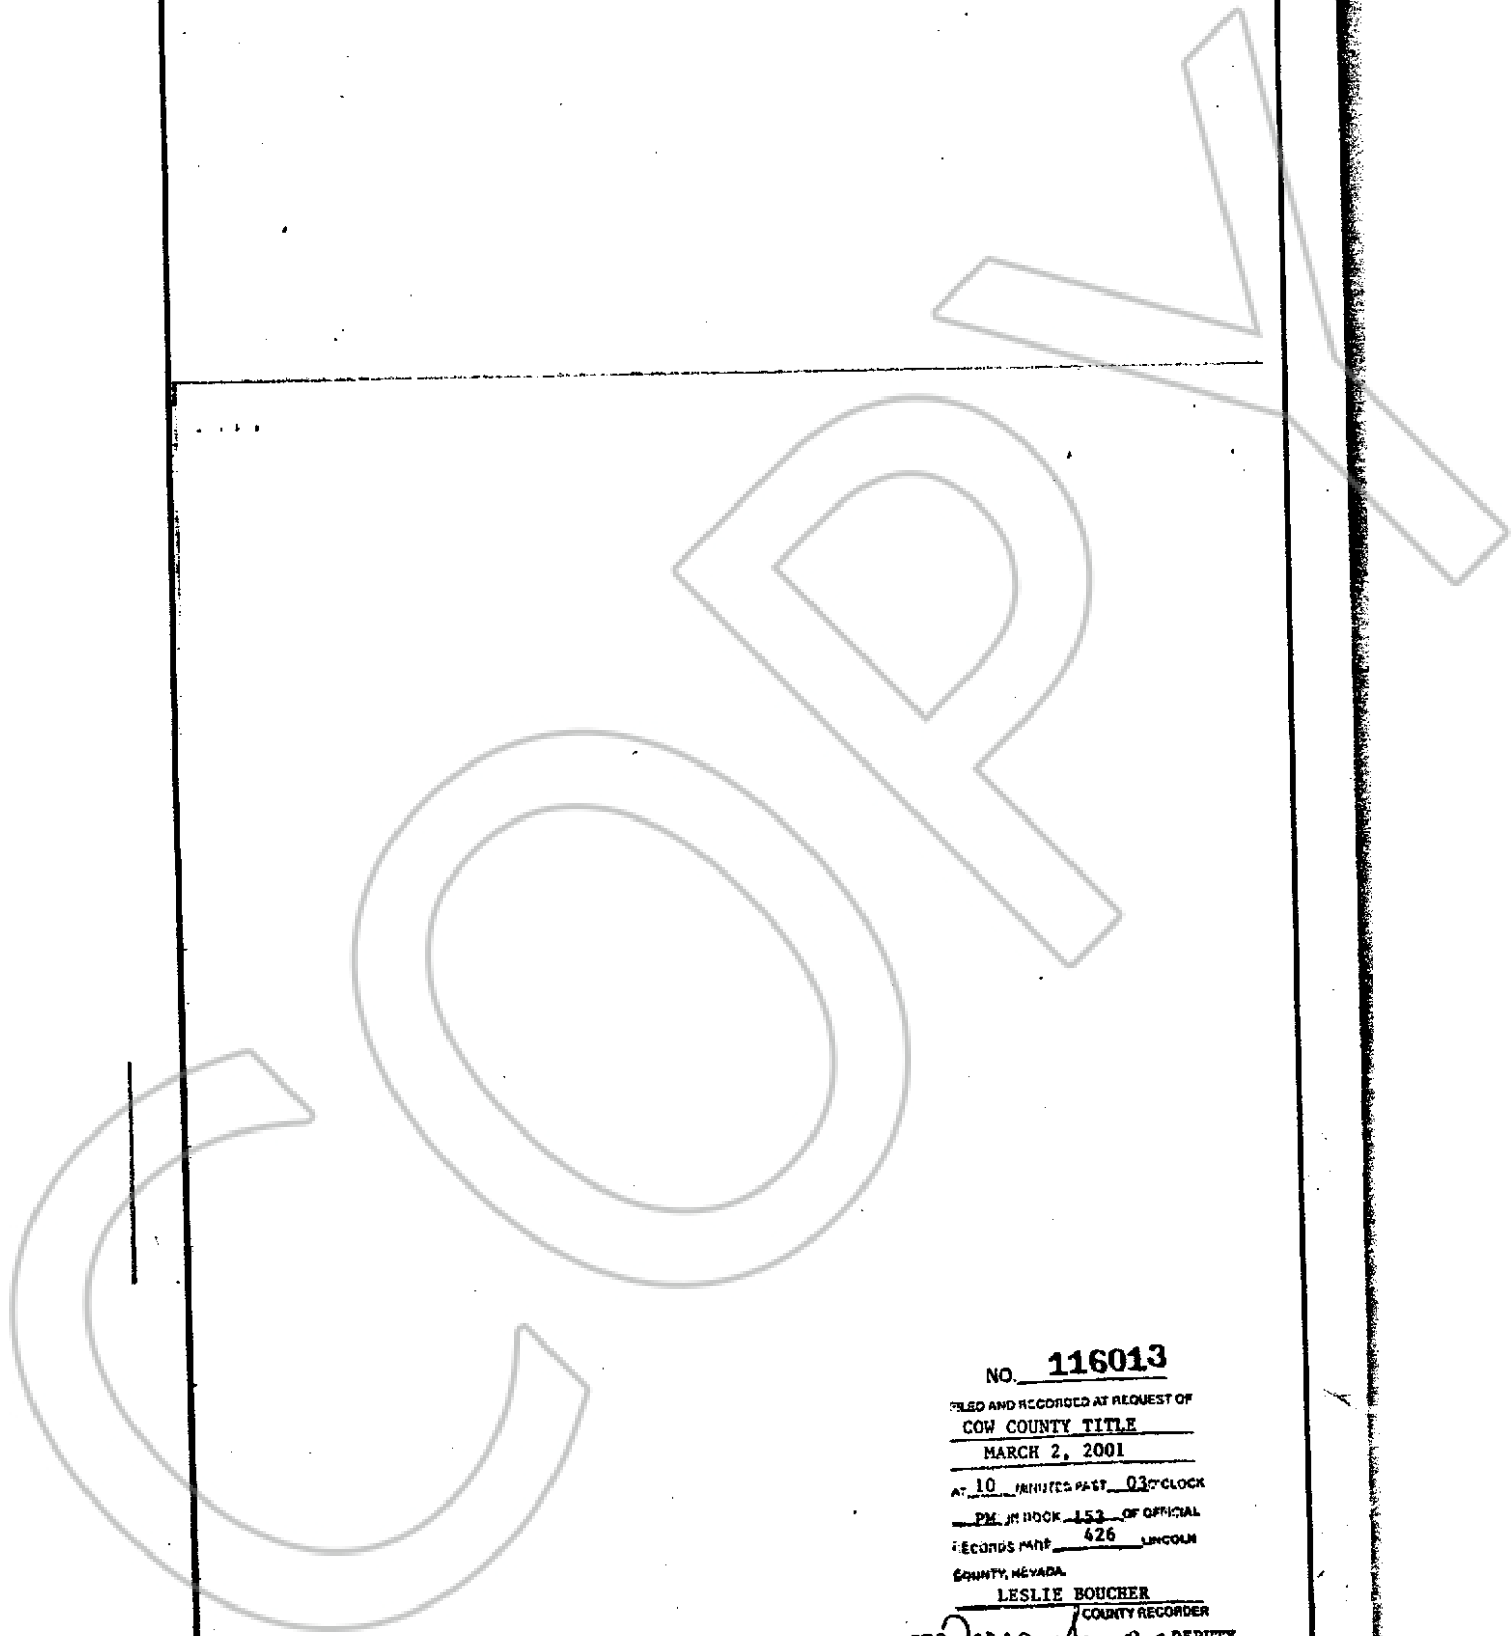 COPY
NO. 116013
FILED AND RECORDED AT REQUEST OF
COW COUNTY TITLE
MARCH 2, 2001
AT 10 MINUTES PAST 03 O'CLOCK
PM IN BOOK 153 OF OFFICIAL
RECORDS PAGE 426 LINCOLN
COUNTY, NEVADA.
LESLIE BOUCHER
COUNTY RECORDER
DEPUTY